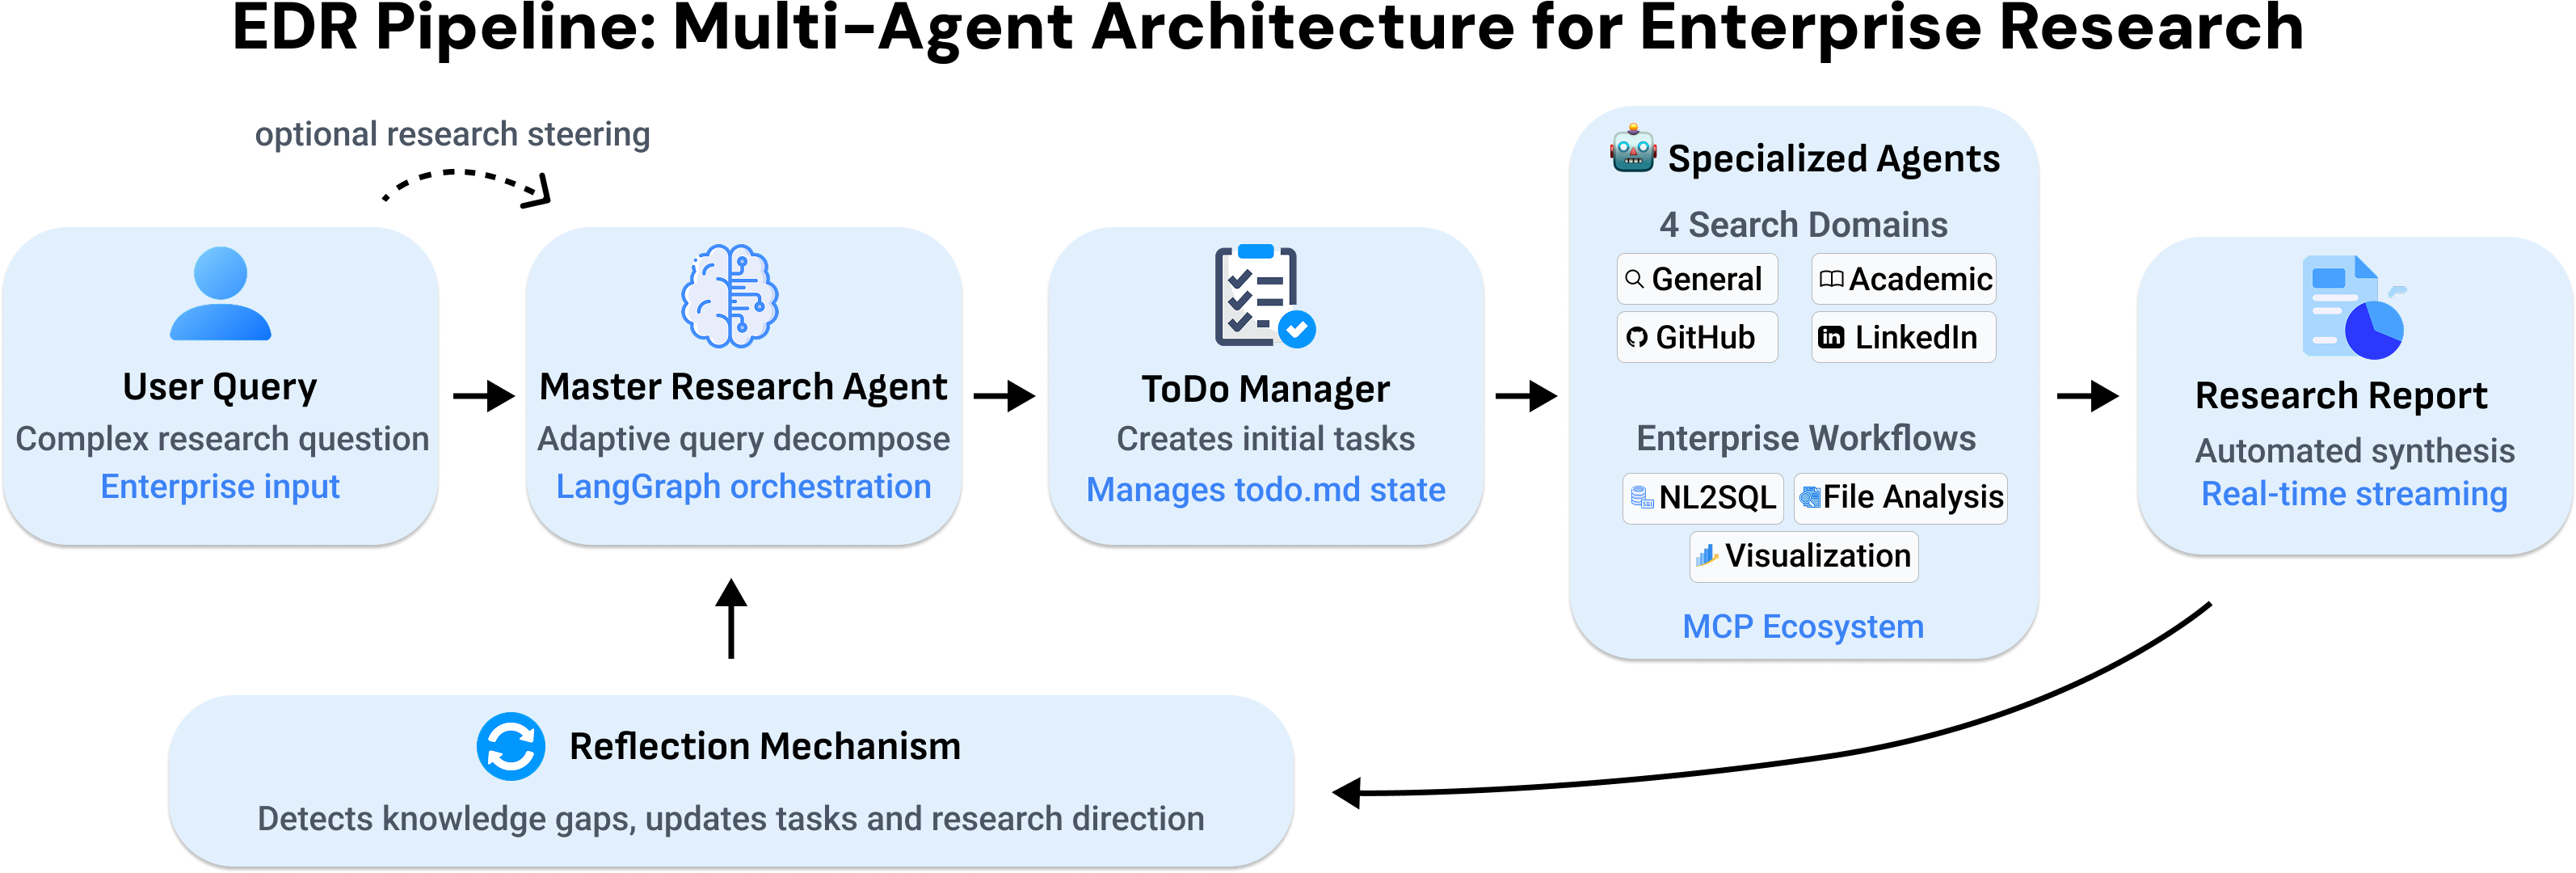 EDR Pipeline: Multi-Agent Architecture for Enterprise Research
optional research steering
User Query
Complex research question
Enterprise input
Master Research Agent
Adaptive query decompose
LangGraph orchestration
ToDo Manager
Creates initial tasks
Manages todo.md state
Specialized Agents
4 Search Domains
General
Academic
GitHub
LinkedIn
Enterprise Workflows
NL2SQL
File Analysis
Visualization
MCP Ecosystem
Research Report
Automated synthesis
Real-time streaming
Reflection Mechanism
Detects knowledge gaps, updates tasks and research direction